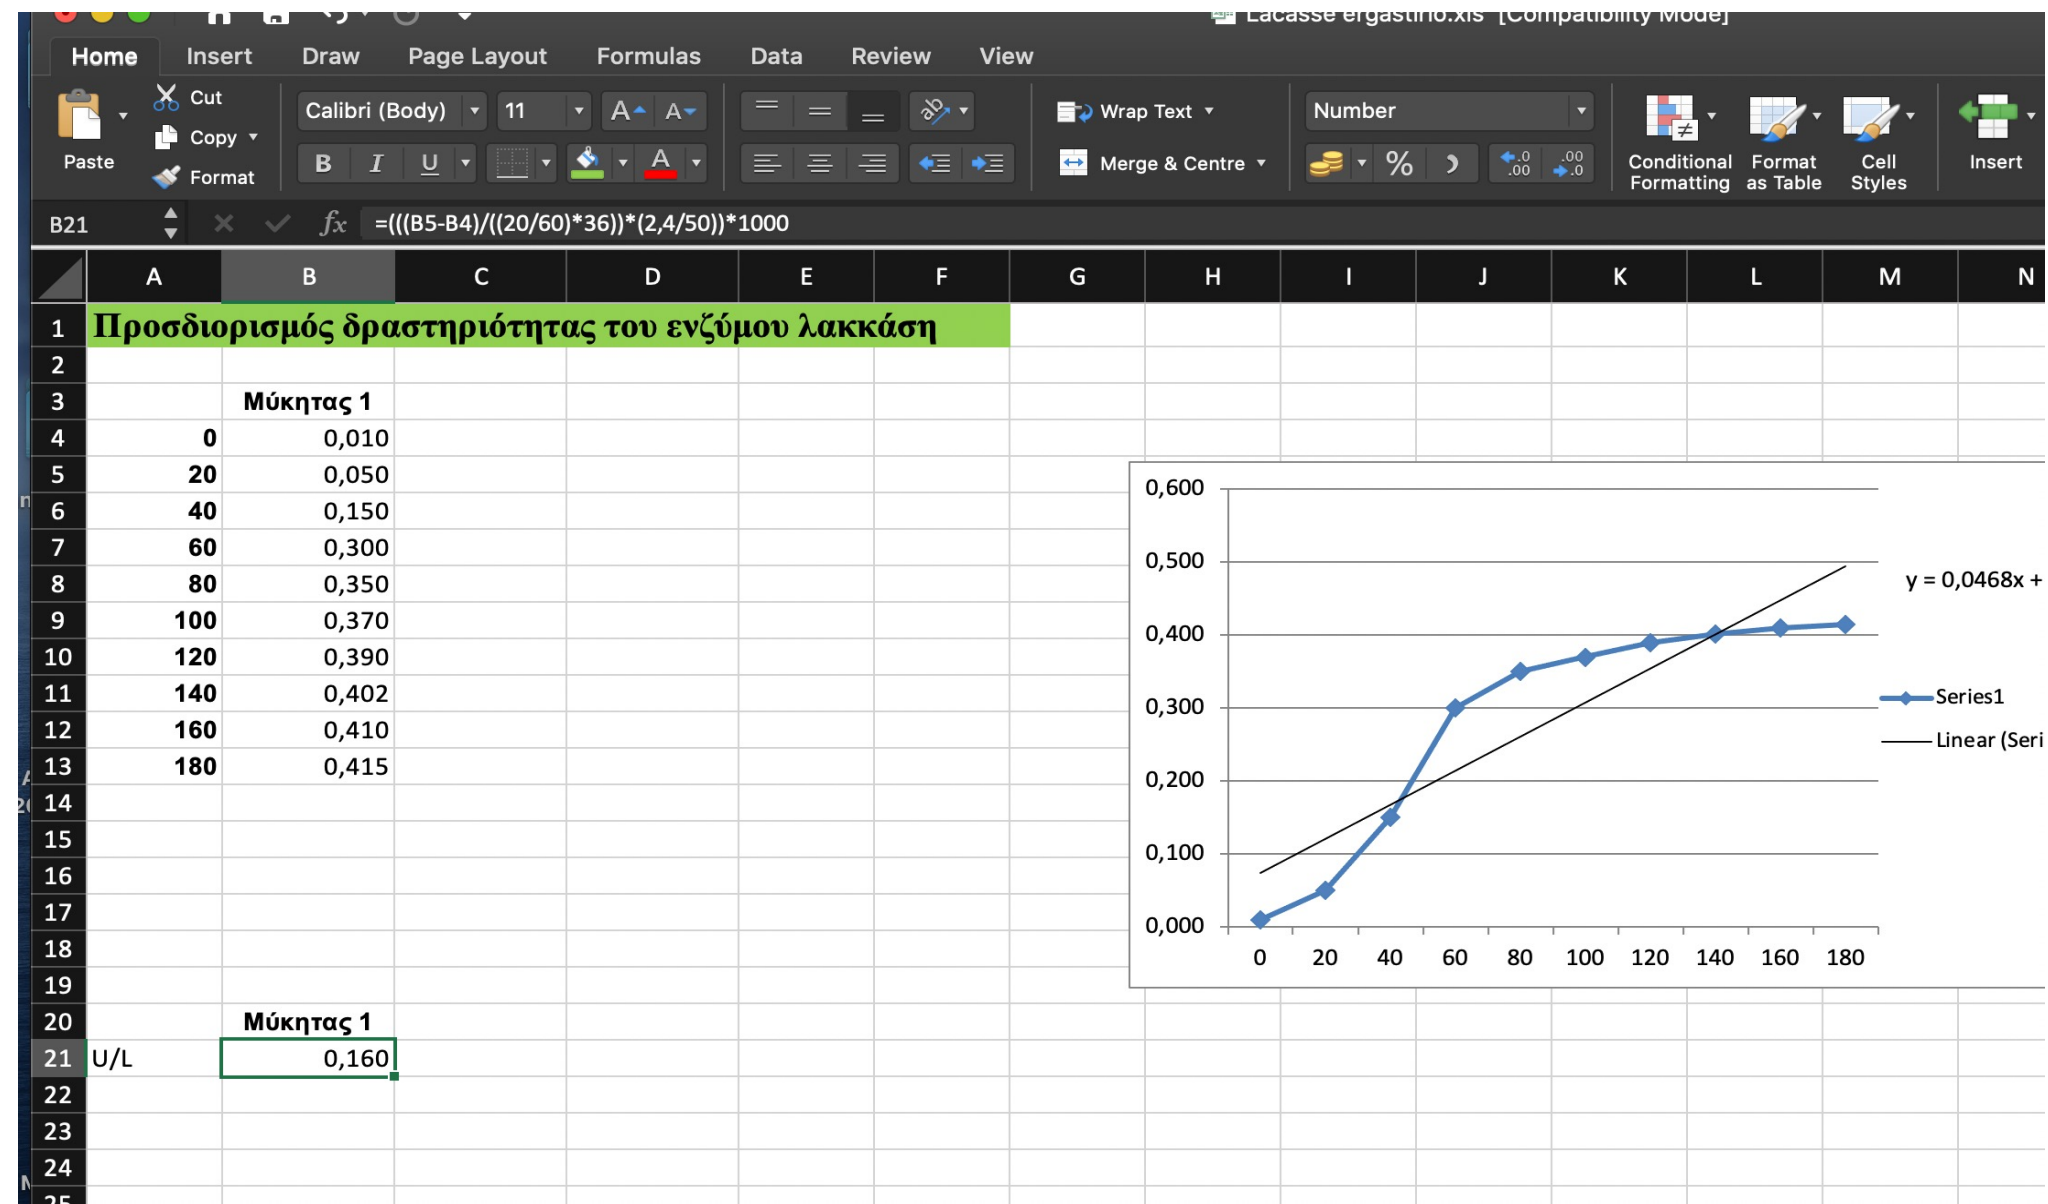 Lacasse ergastirio.xls [Compatibility Mode]
Home Insert Draw Page Layout Formulas Data Review View
Paste
Cut
Copy
Format
Calibri (Body) 11
B I U
Wrap Text
Merge & Centre
Number
%
Conditional Formatting
Format as Table
Cell Styles
Insert
B21 fx =(((B5-B4)/((20/60)*36))*(2,4/50))*1000
A B C D E F G H I J K L M N
1 Προσδιορισμός δραστηριότητας του ενζύμου λακκάση
2
3 Μύκητας 1
4 0 0,010
5 20 0,050
6 40 0,150
7 60 0,300
8 80 0,350
9 100 0,370
10 120 0,390
11 140 0,402
12 160 0,410
13 180 0,415
14
15
16
17
18
19
20 Μύκητας 1
21 U/L 0,160
22
23
24
25
0,600
0,500
0,400
0,300
0,200
0,100
0,000
0 20 40 60 80 100 120 140 160 180
y = 0,0468x +
Series1
Linear (Seri